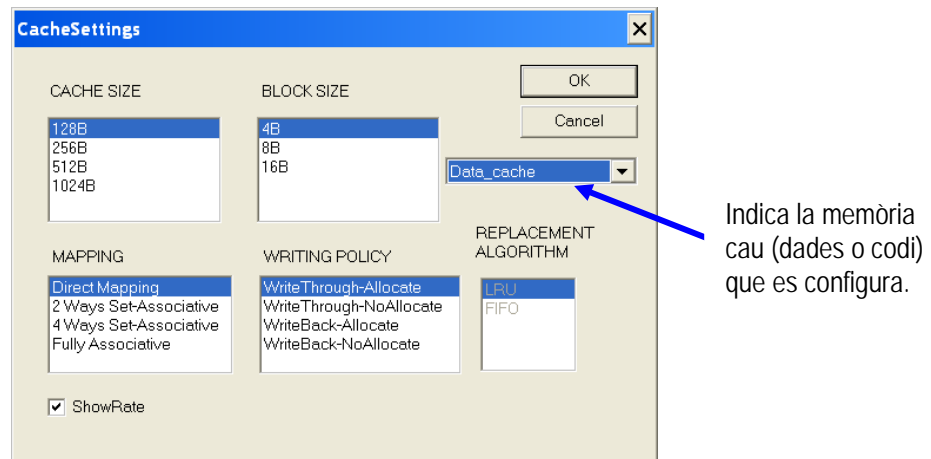 CacheSettings
OK
Cancel
CACHE SIZE
128B
256B
512B
1024B
BLOCK SIZE
4B
8B
16B
Data_cache
MAPPING
Direct Mapping
2 Ways Set-Associative
4 Ways Set-Associative
Fully Associative
WRITING POLICY
WriteThrough-Allocate
WriteThrough-NoAllocate
WriteBack-Allocate
WriteBack-NoAllocate
REPLACEMENT
ALGORITHM
LRU
FIFO
ShowRate
Indica la memòria
cau (dades o codi)
que es configura.